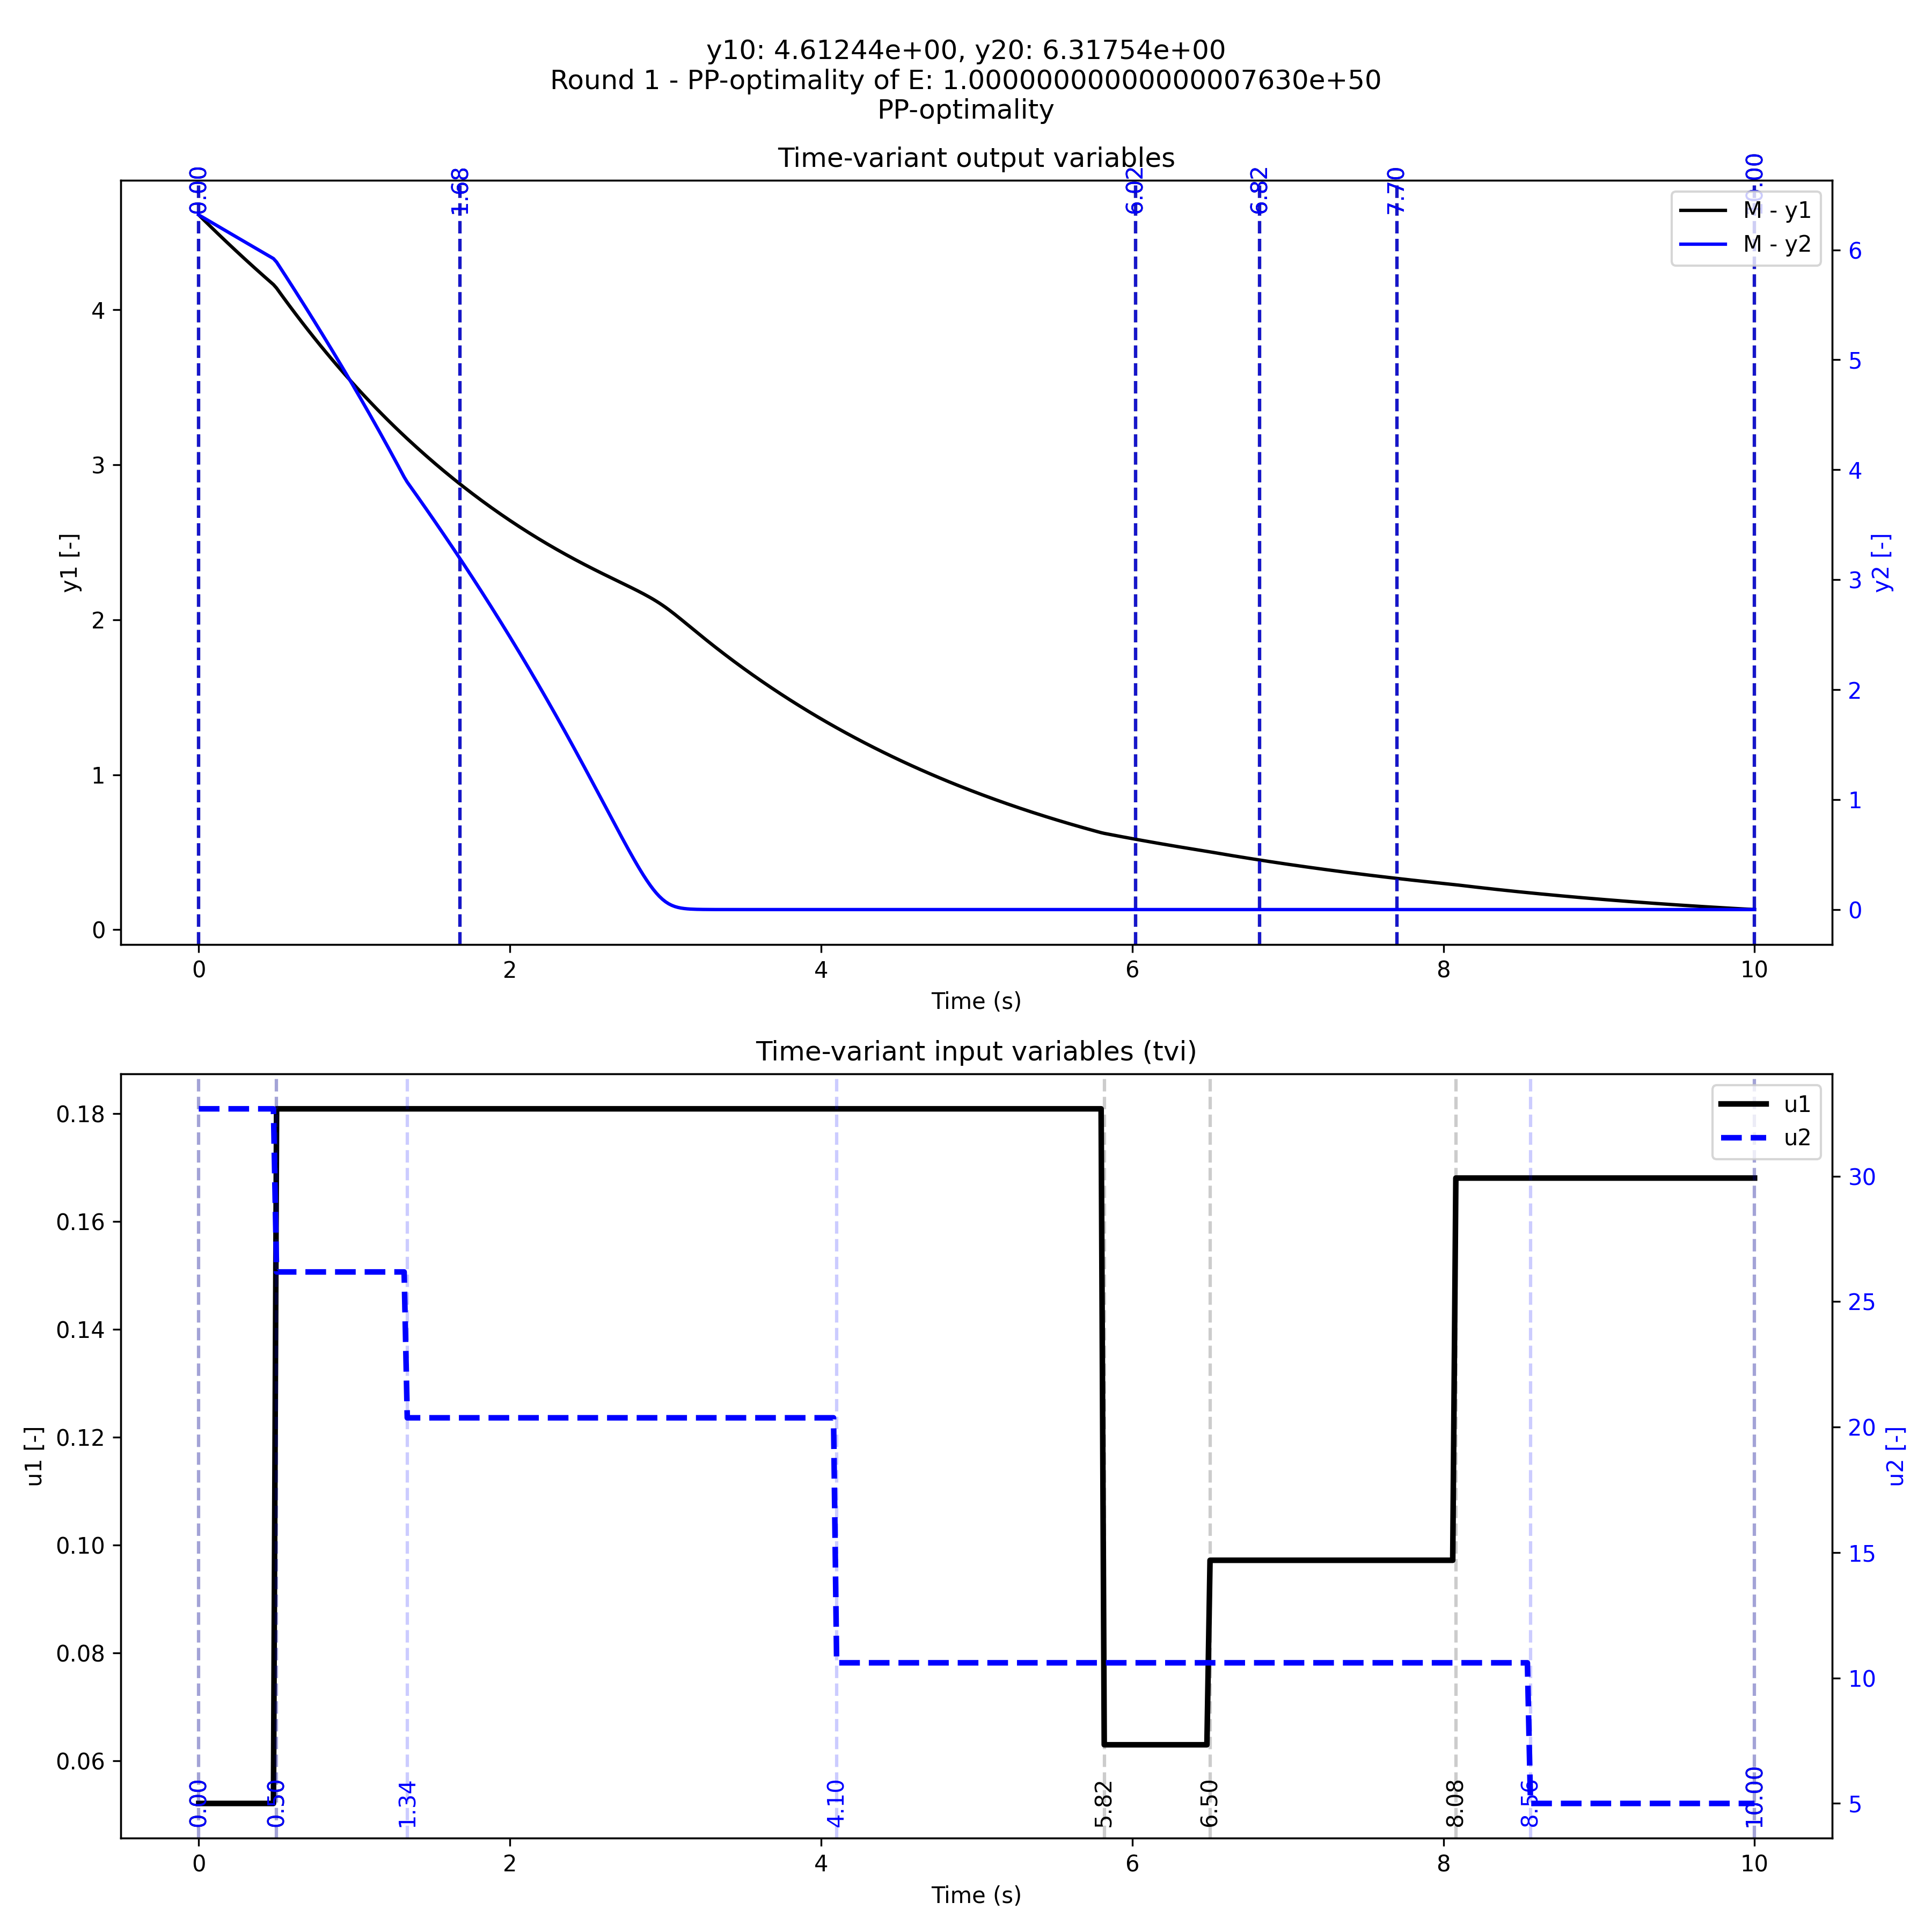 y10: 4.61244e+00, y20: 6.31754e+00
Round 1 - PP-optimality of E: 1.00000000000000007630e+50
PP-optimality
Time-variant output variables
0.00
1.68
6.02
6.82
7.70
M - y1
M - y2
4
3
2
1
0
y1 [-]
6
5
4
3
2
1
0
y2 [-]
0 2 4 6 8 10
Time (s)
Time-variant input variables (tvi)
u1
u2
0.18
0.16
0.14
0.12
0.10
0.08
0.06
u1 [-]
30
25
20
15
10
5
u2 [-]
0.00
0.50
1.34
4.10
5.82
6.50
8.08
8.56
10.00
0 2 4 6 8 10
Time (s)